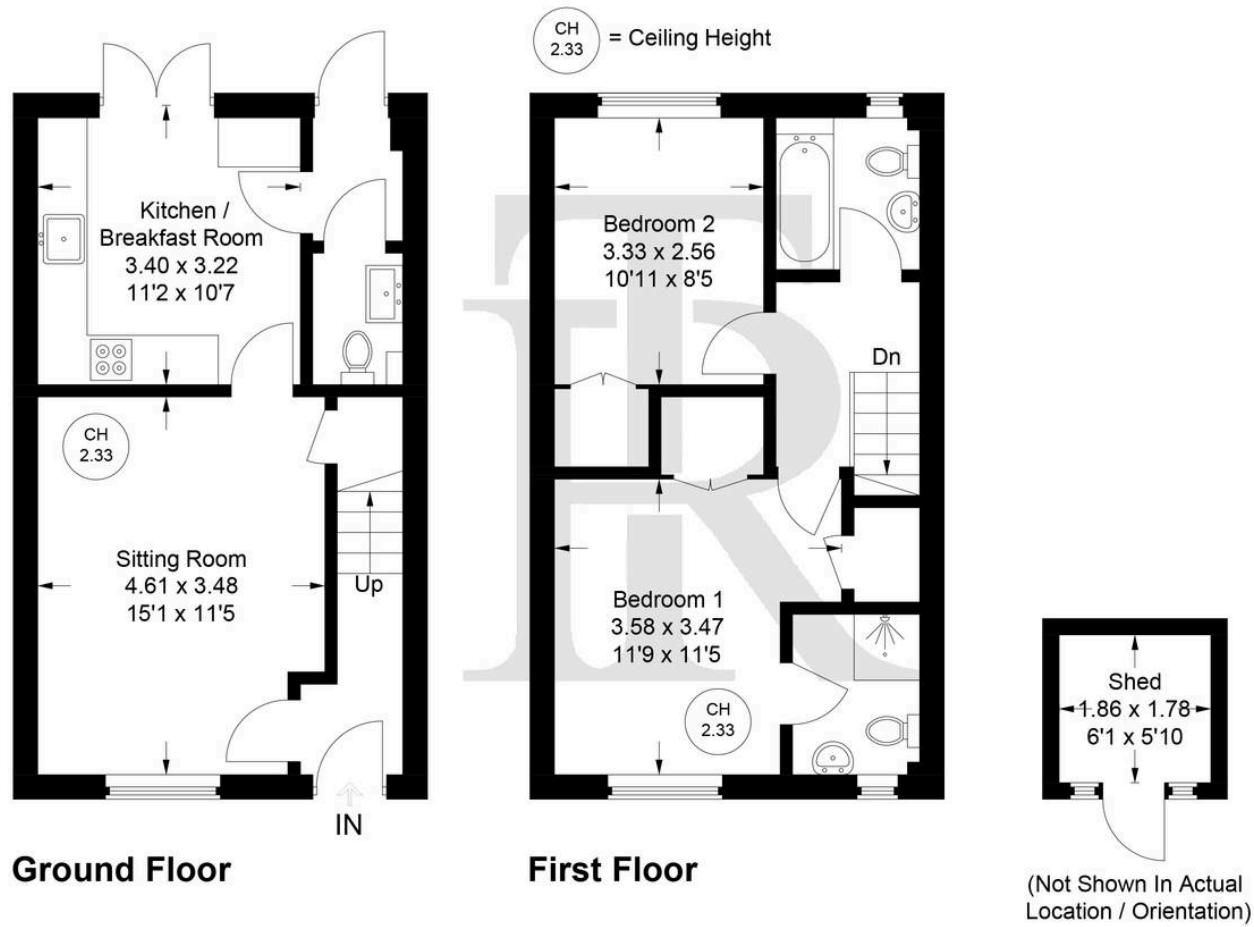 CH
2.33
= Ceiling Height
Kitchen /
Breakfast Room
3.40 x 3.22
11'2 x 10'7
CH
2.33
Sitting Room
4.61 x 3.48
15'1 x 11'5
Up
IN
Ground Floor
Bedroom 2
3.33 x 2.56
10'11 x 8'5
Dn
Bedroom 1
3.58 x 3.47
11'9 x 11'5
CH
2.33
First Floor
Shed
1.86 x 1.78
6'1 x 5'10
(Not Shown In Actual
Location / Orientation)
TR